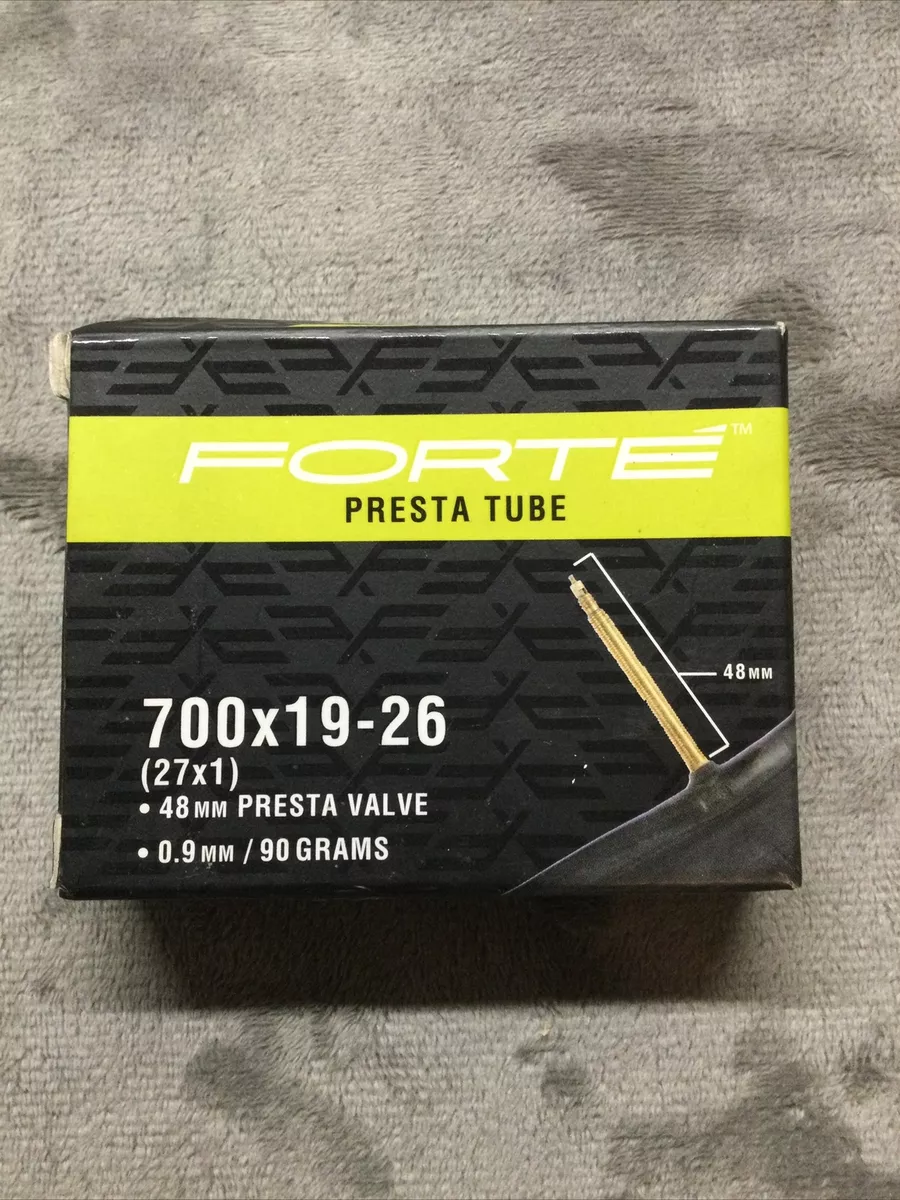 FORTÉ™
PRESTA TUBE
48MM
700x19-26
(27x1)
• 48MM PRESTA VALVE
• 0.9MM / 90 GRAMS